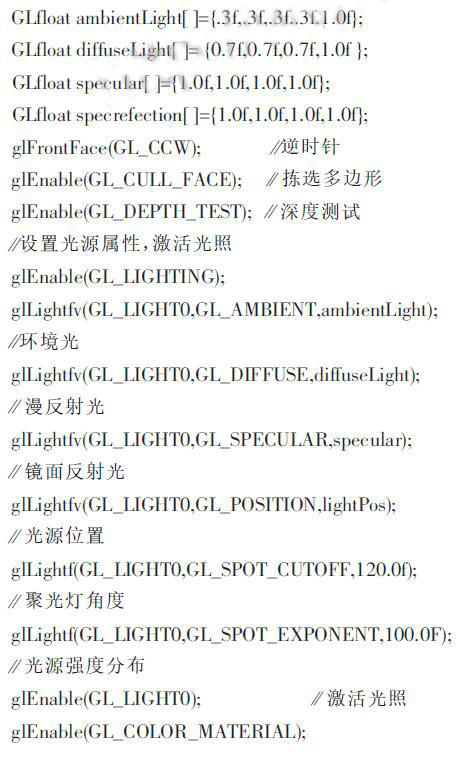 GLfloat ambientLight[ ]={.3f,.3f,.3f,.3f,1.0f};
GLfloat diffuseLight[ ]= {0.7f,0.7f,0.7f,1.0f };
GLfloat specular[ ]={1.0f,1.0f,1.0f,1.0f};
GLfloat specrefection[ ]={1.0f,1.0f,1.0f,1.0f};
glFrontFace(GL_CCW); //逆时针
glEnable(GL_CULL_FACE); //拣选多边形
glEnable(GL_DEPTH_TEST); //深度测试
//设置光源属性,激活光照
glEnable(GL_LIGHTING);
glLightfv(GL_LIGHT0,GL_AMBIENT,ambientLight);
//环境光
glLightfv(GL_LIGHT0,GL_DIFFUSE,diffuseLight);
//漫反射光
glLightfv(GL_LIGHT0,GL_SPECULAR,specular);
//镜面反射光
glLightfv(GL_LIGHT0,GL_POSITION,lightPos);
//光源位置
glLightf(GL_LIGHT0,GL_SPOT_CUTOFF,120.0f);
//聚光灯角度
glLightf(GL_LIGHT0,GL_SPOT_EXPONENT,100.0F);
//光源强度分布
glEnable(GL_LIGHT0); //激活光照
glEnable(GL_COLOR_MATERIAL);